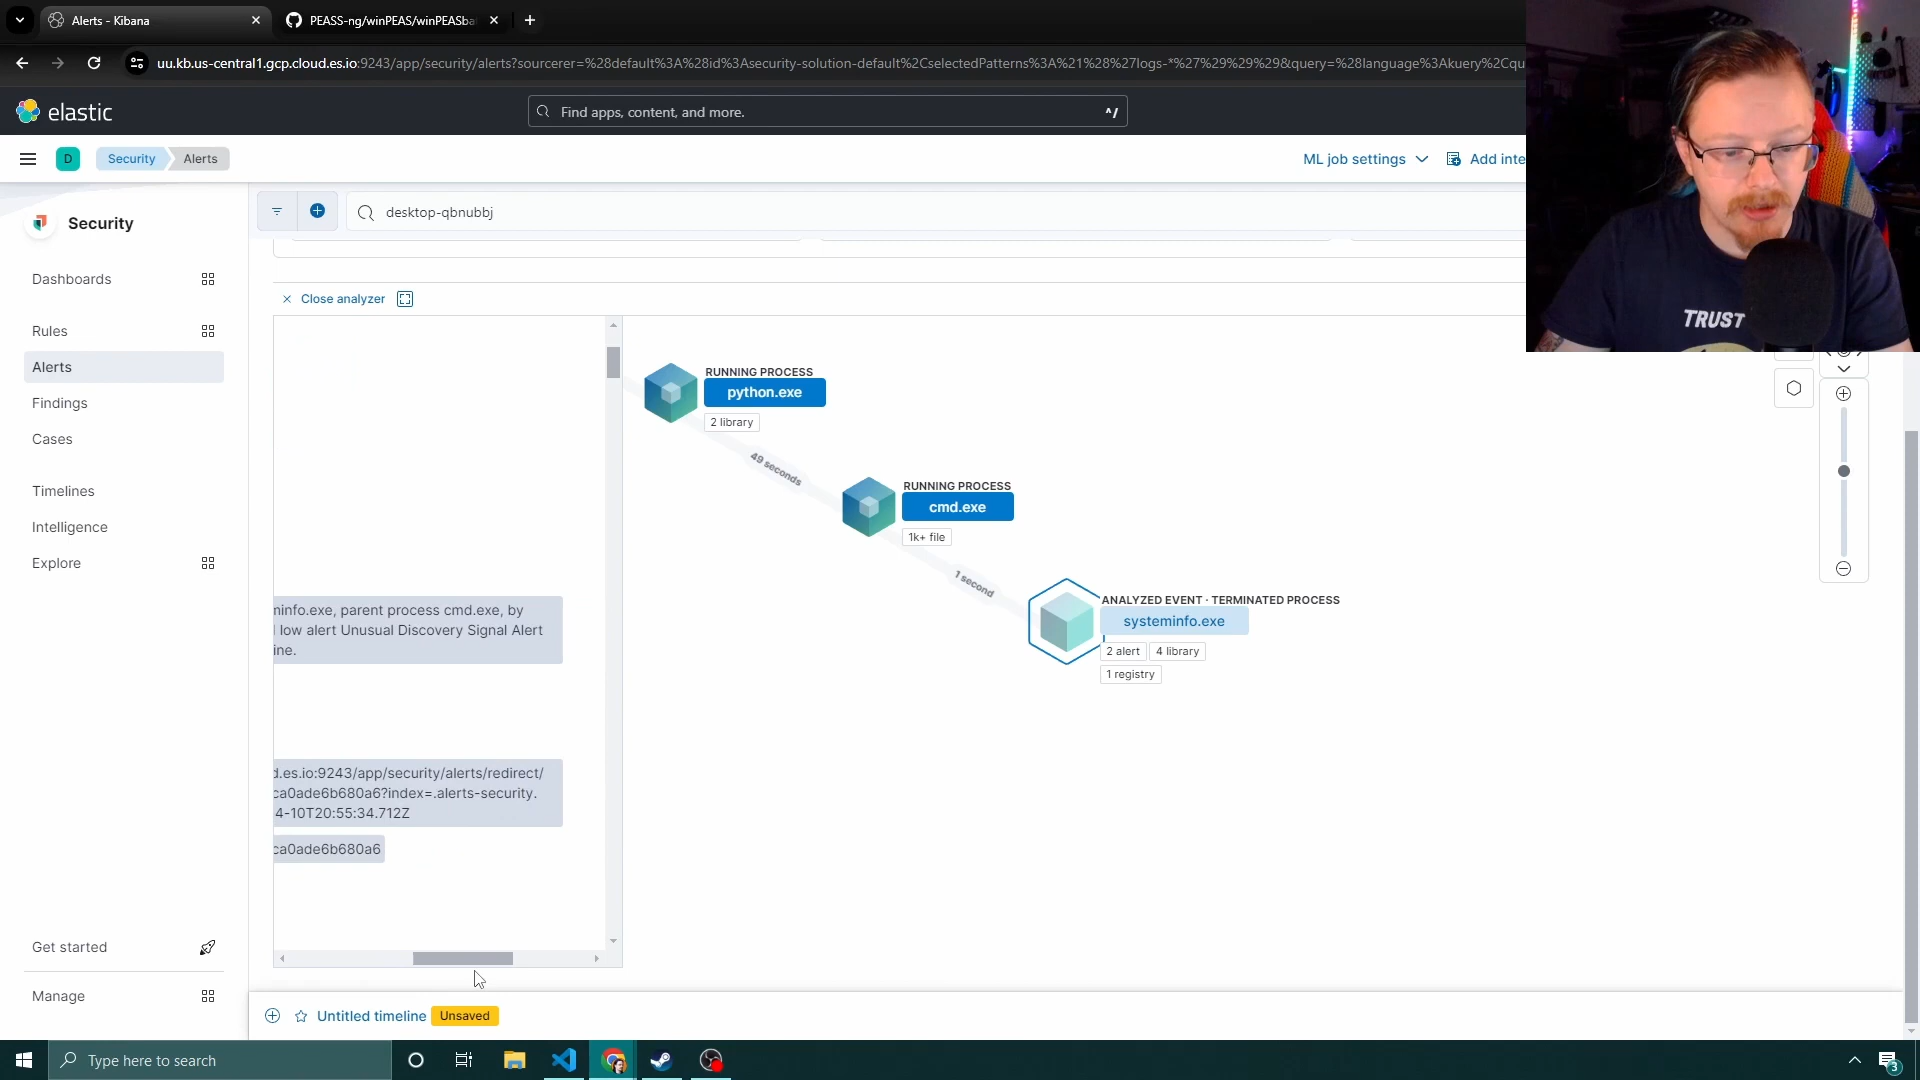 Alerts - Kibana
PEASS-ng/winPEAS/winPEASba
uu.kb.us-central1.gcp.cloud.es.io:9243/app/security/alerts?sourcerer=%28default%3A%28id%3Asecurity-solution-default%2CselectedPatterns%3A%21%28%27logs-*%27%29%29%29&query=%28language%3Akuery%2Cqu
elastic
Find apps, content, and more.
^/
D
Security
Alerts
ML job settings
Add inte
Security
desktop-qbnubbj
Dashboards
Rules
Alerts
Findings
Cases
Timelines
Intelligence
Explore
Get started
Manage
Close analyzer
RUNNING PROCESS
python.exe
2 library
49 seconds
RUNNING PROCESS
cmd.exe
1k+ file
1 second
ANALYZED EVENT · TERMINATED PROCESS
systeminfo.exe
2 alert
4 library
1 registry
minfo.exe, parent process cmd.exe, by
low alert Unusual Discovery Signal Alert
ine.
d.es.io:9243/app/security/alerts/redirect/
ca0ade6b680a6?index=.alerts-security.
4-10T20:55:34.712Z
ca0ade6b680a6
TRUST
Untitled timeline
Unsaved
Type here to search
3